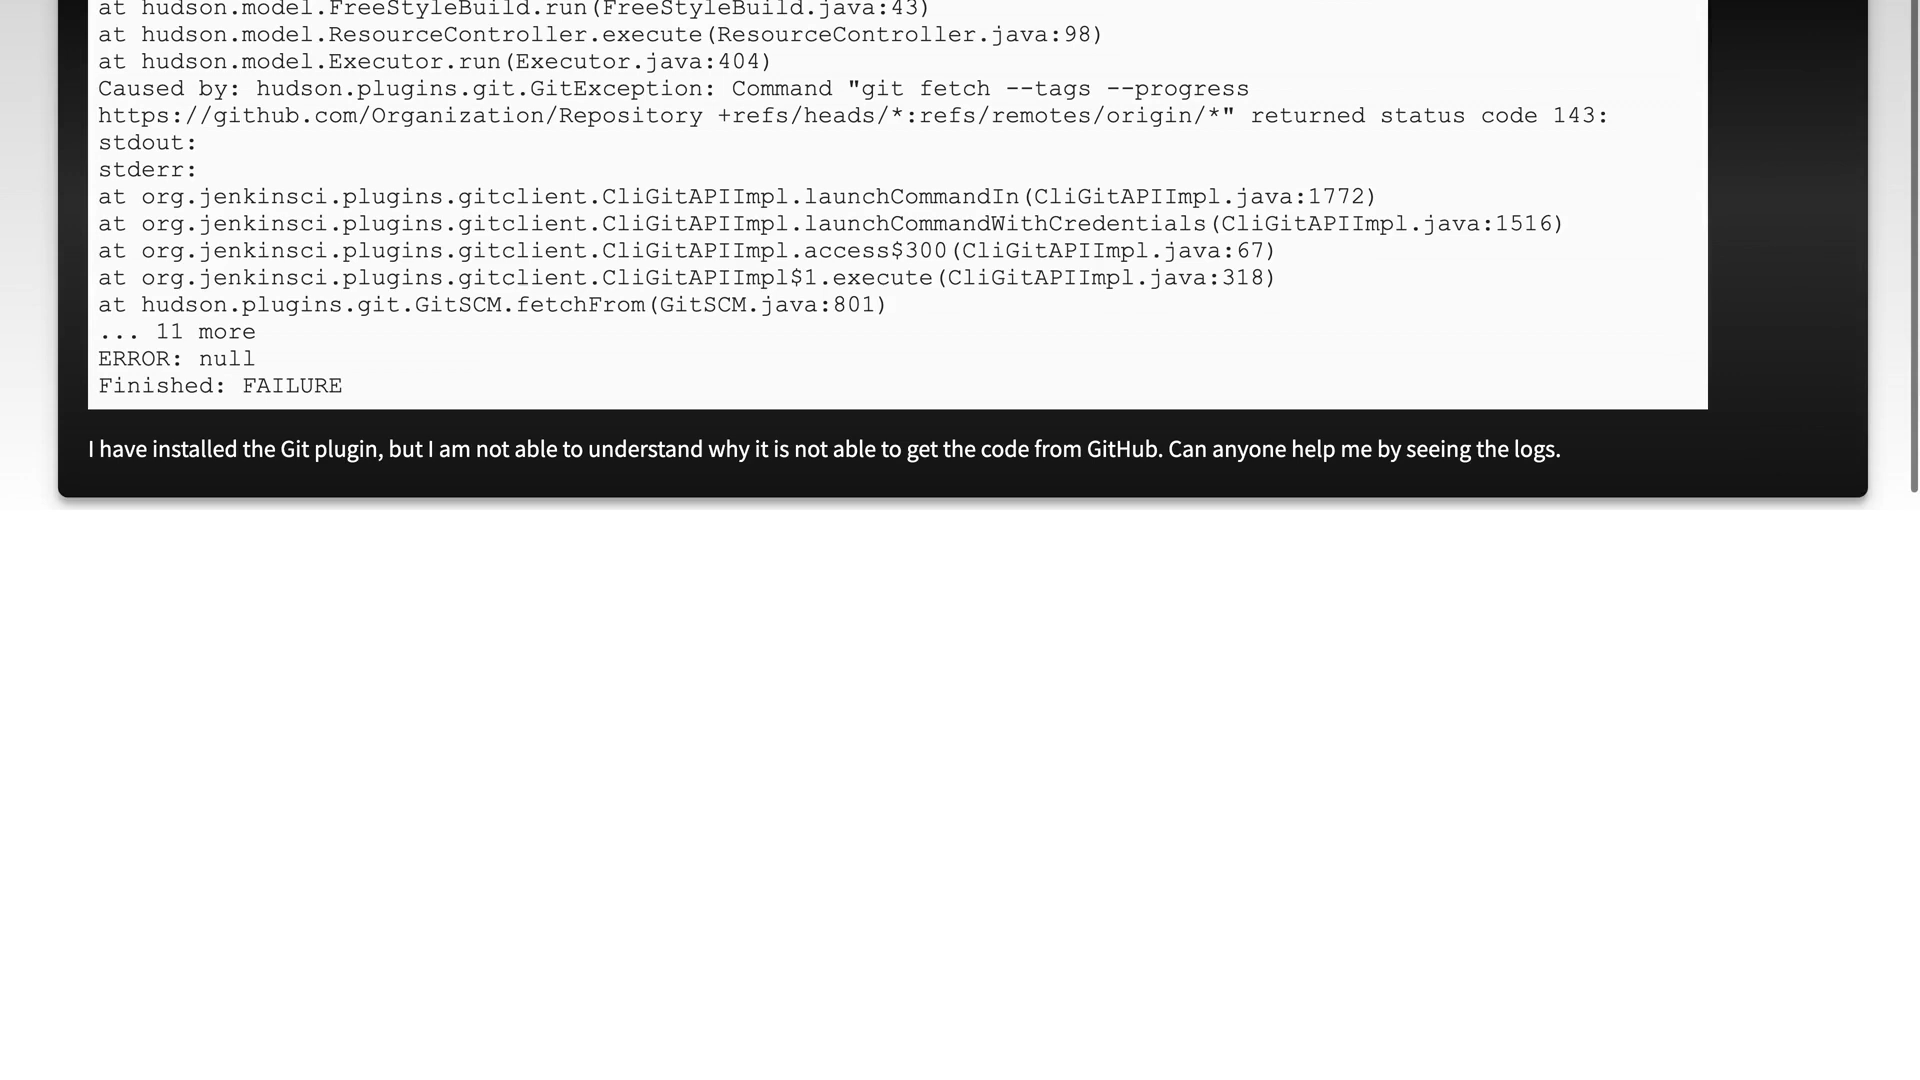 at hudson.model.FreeStyleBuild.run(FreeStyleBuild.java:43)
at hudson.model.ResourceController.execute(ResourceController.java:98)
at hudson.model.Executor.run(Executor.java:404)
Caused by: hudson.plugins.git.GitException: Command "git fetch --tags --progress
https://github.com/Organization/Repository +refs/heads/*:refs/remotes/origin/*" returned status code 143:
stdout:
stderr:
at org.jenkinsci.plugins.gitclient.CliGitAPIImpl.launchCommandIn(CliGitAPIImpl.java:1772)
at org.jenkinsci.plugins.gitclient.CliGitAPIImpl.launchCommandWithCredentials(CliGitAPIImpl.java:1516)
at org.jenkinsci.plugins.gitclient.CliGitAPIImpl.access$300(CliGitAPIImpl.java:67)
at org.jenkinsci.plugins.gitclient.CliGitAPIImpl$1.execute(CliGitAPIImpl.java:318)
at hudson.plugins.git.GitSCM.fetchFrom(GitSCM.java:801)
... 11 more
ERROR: null
Finished: FAILURE
I have installed the Git plugin, but I am not able to understand why it is not able to get the code from GitHub. Can anyone help me by seeing the logs.